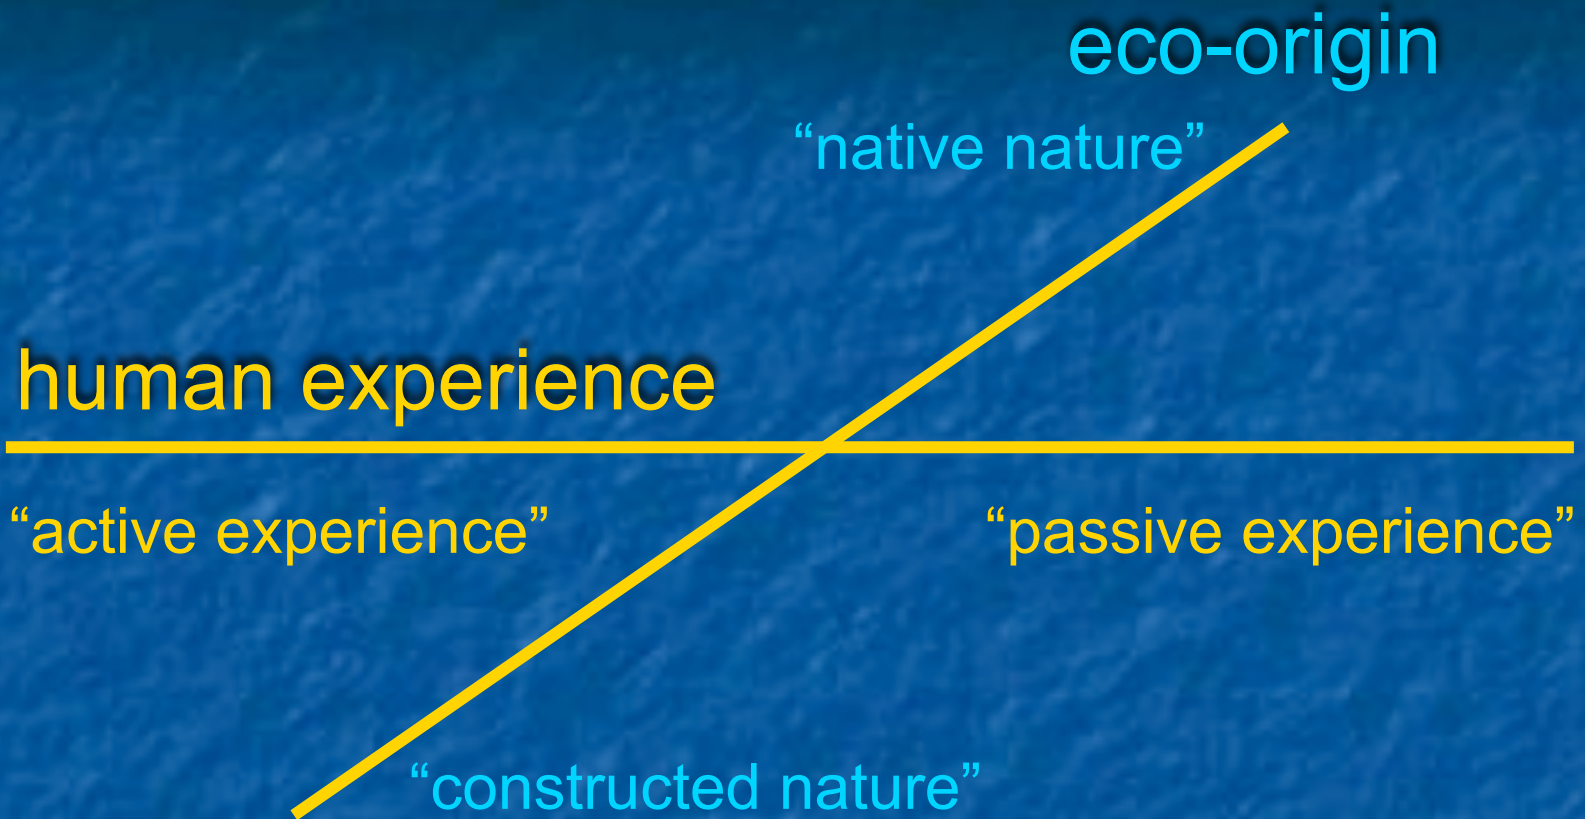 eco-origin
“native nature”
human experience
“active experience”
“passive experience”
“constructed nature”